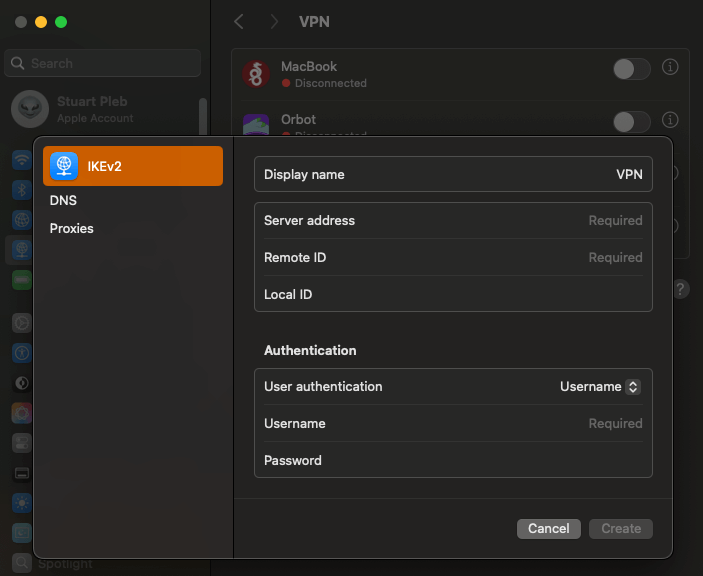 VPN
Search
MacBook
Disconnected
Stuart Pleb
Apple Account
Orbot
Disconnected
IKEv2
DNS
Proxies
Display name VPN
Server address Required
Remote ID Required
Local ID
?
Authentication
User authentication Username
Username Required
Password
Cancel Create
Spotlight